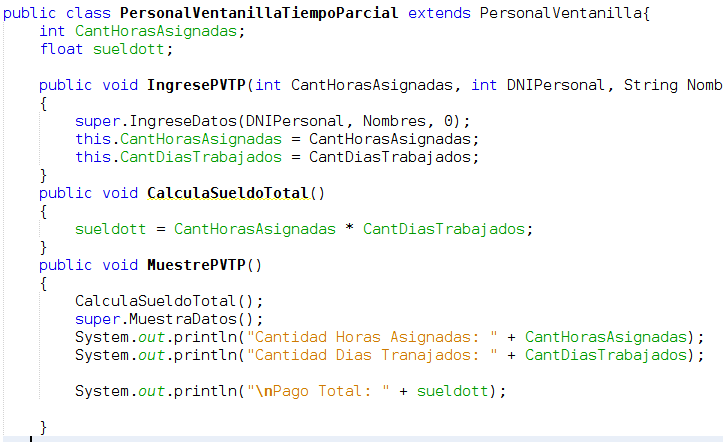 public class PersonalVentanillaTiempoParcial extends PersonalVentanilla{
int CantHorasAsignadas;
float sueldott;
public void IngresePVTP(int CantHorasAsignadas, int DNIPersonal, String Nomb
{
super.IngreseDatos(DNIPersonal, Nombres, 0);
this.CantHorasAsignadas = CantHorasAsignadas;
this.CantDiasTrabajados = CantDiasTrabajados;
}
public void CalculaSueldoTotal()
{
sueldott = CantHorasAsignadas * CantDiasTrabajados;
}
public void MuestrePVTP()
{
CalculaSueldoTotal();
super.MuestraDatos();
System.out.println("Cantidad Horas Asignadas: " + CantHorasAsignadas);
System.out.println("Cantidad Dias Tranajados: " + CantDiasTrabajados);
System.out.println("\nPago Total: " + sueldott);
}